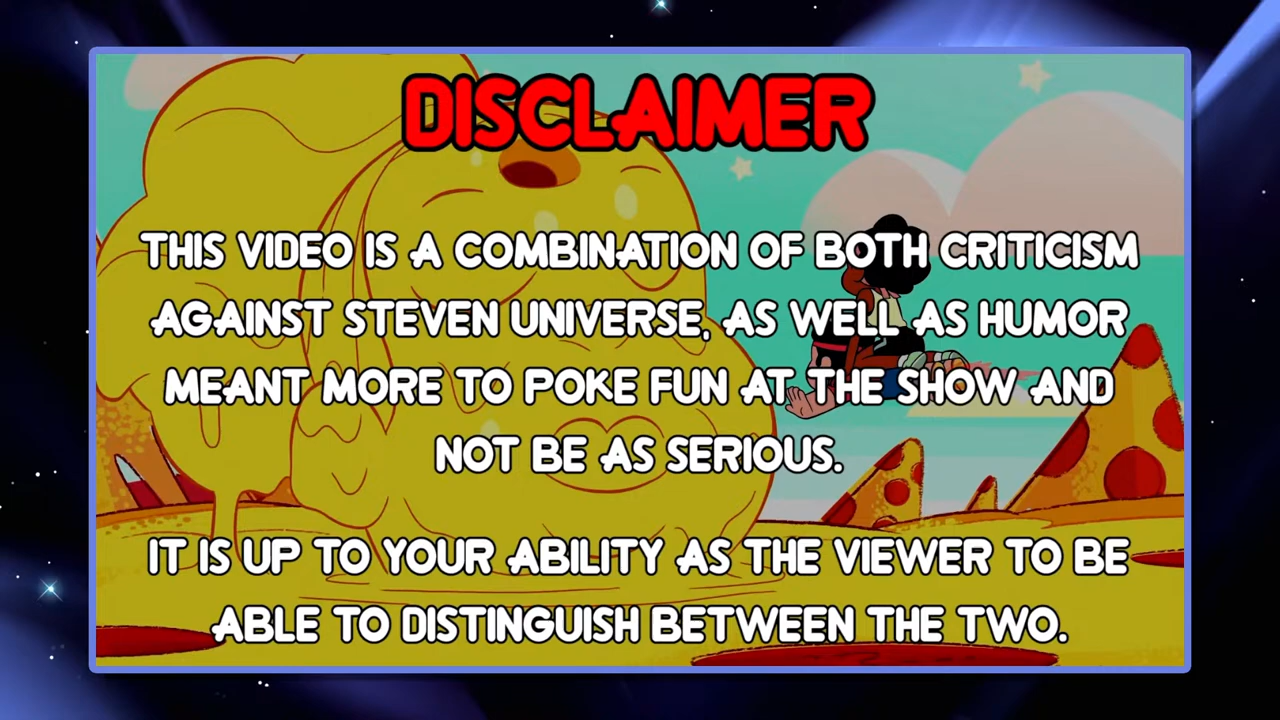 DISCLAIMER
THIS VIDEO IS A COMBINATION OF BOTH CRITICISM
AGAINST STEVEN UNIVERSE, AS WELL AS HUMOR
MEANT MORE TO POKE FUN AT THE SHOW AND
NOT BE AS SERIOUS.
IT IS UP TO YOUR ABILITY AS THE VIEWER TO BE
ABLE TO DISTINGUISH BETWEEN THE TWO.